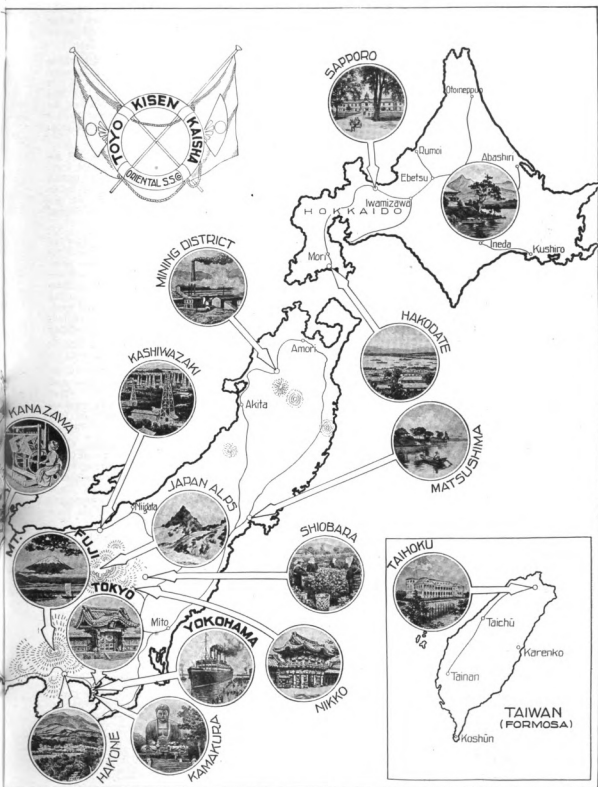 TOYO KISEN KAISHA
ORIENTAL S.S.Co
SAPPORO
Otoineppu
Rumoi
Abashiri
Ebetsu
Iwamizawa
HOKKAIDO
Mori
Ineda
Kushiro
MINING DISTRICT
HAKODATE
Amori
KASHIWAZAKI
Akita
KANAZAWA
MATSUSHIMA
Niigata
JAPAN ALPS
MT. FUJI
SHIOBARA
TOKYO
Mito
YOKOHAMA
NIKKO
HAKONE
KAMAKURA
TAIHOKU
Taichū
Karenko
Tainan
TAIWAN
(FORMOSA)
Koshūn